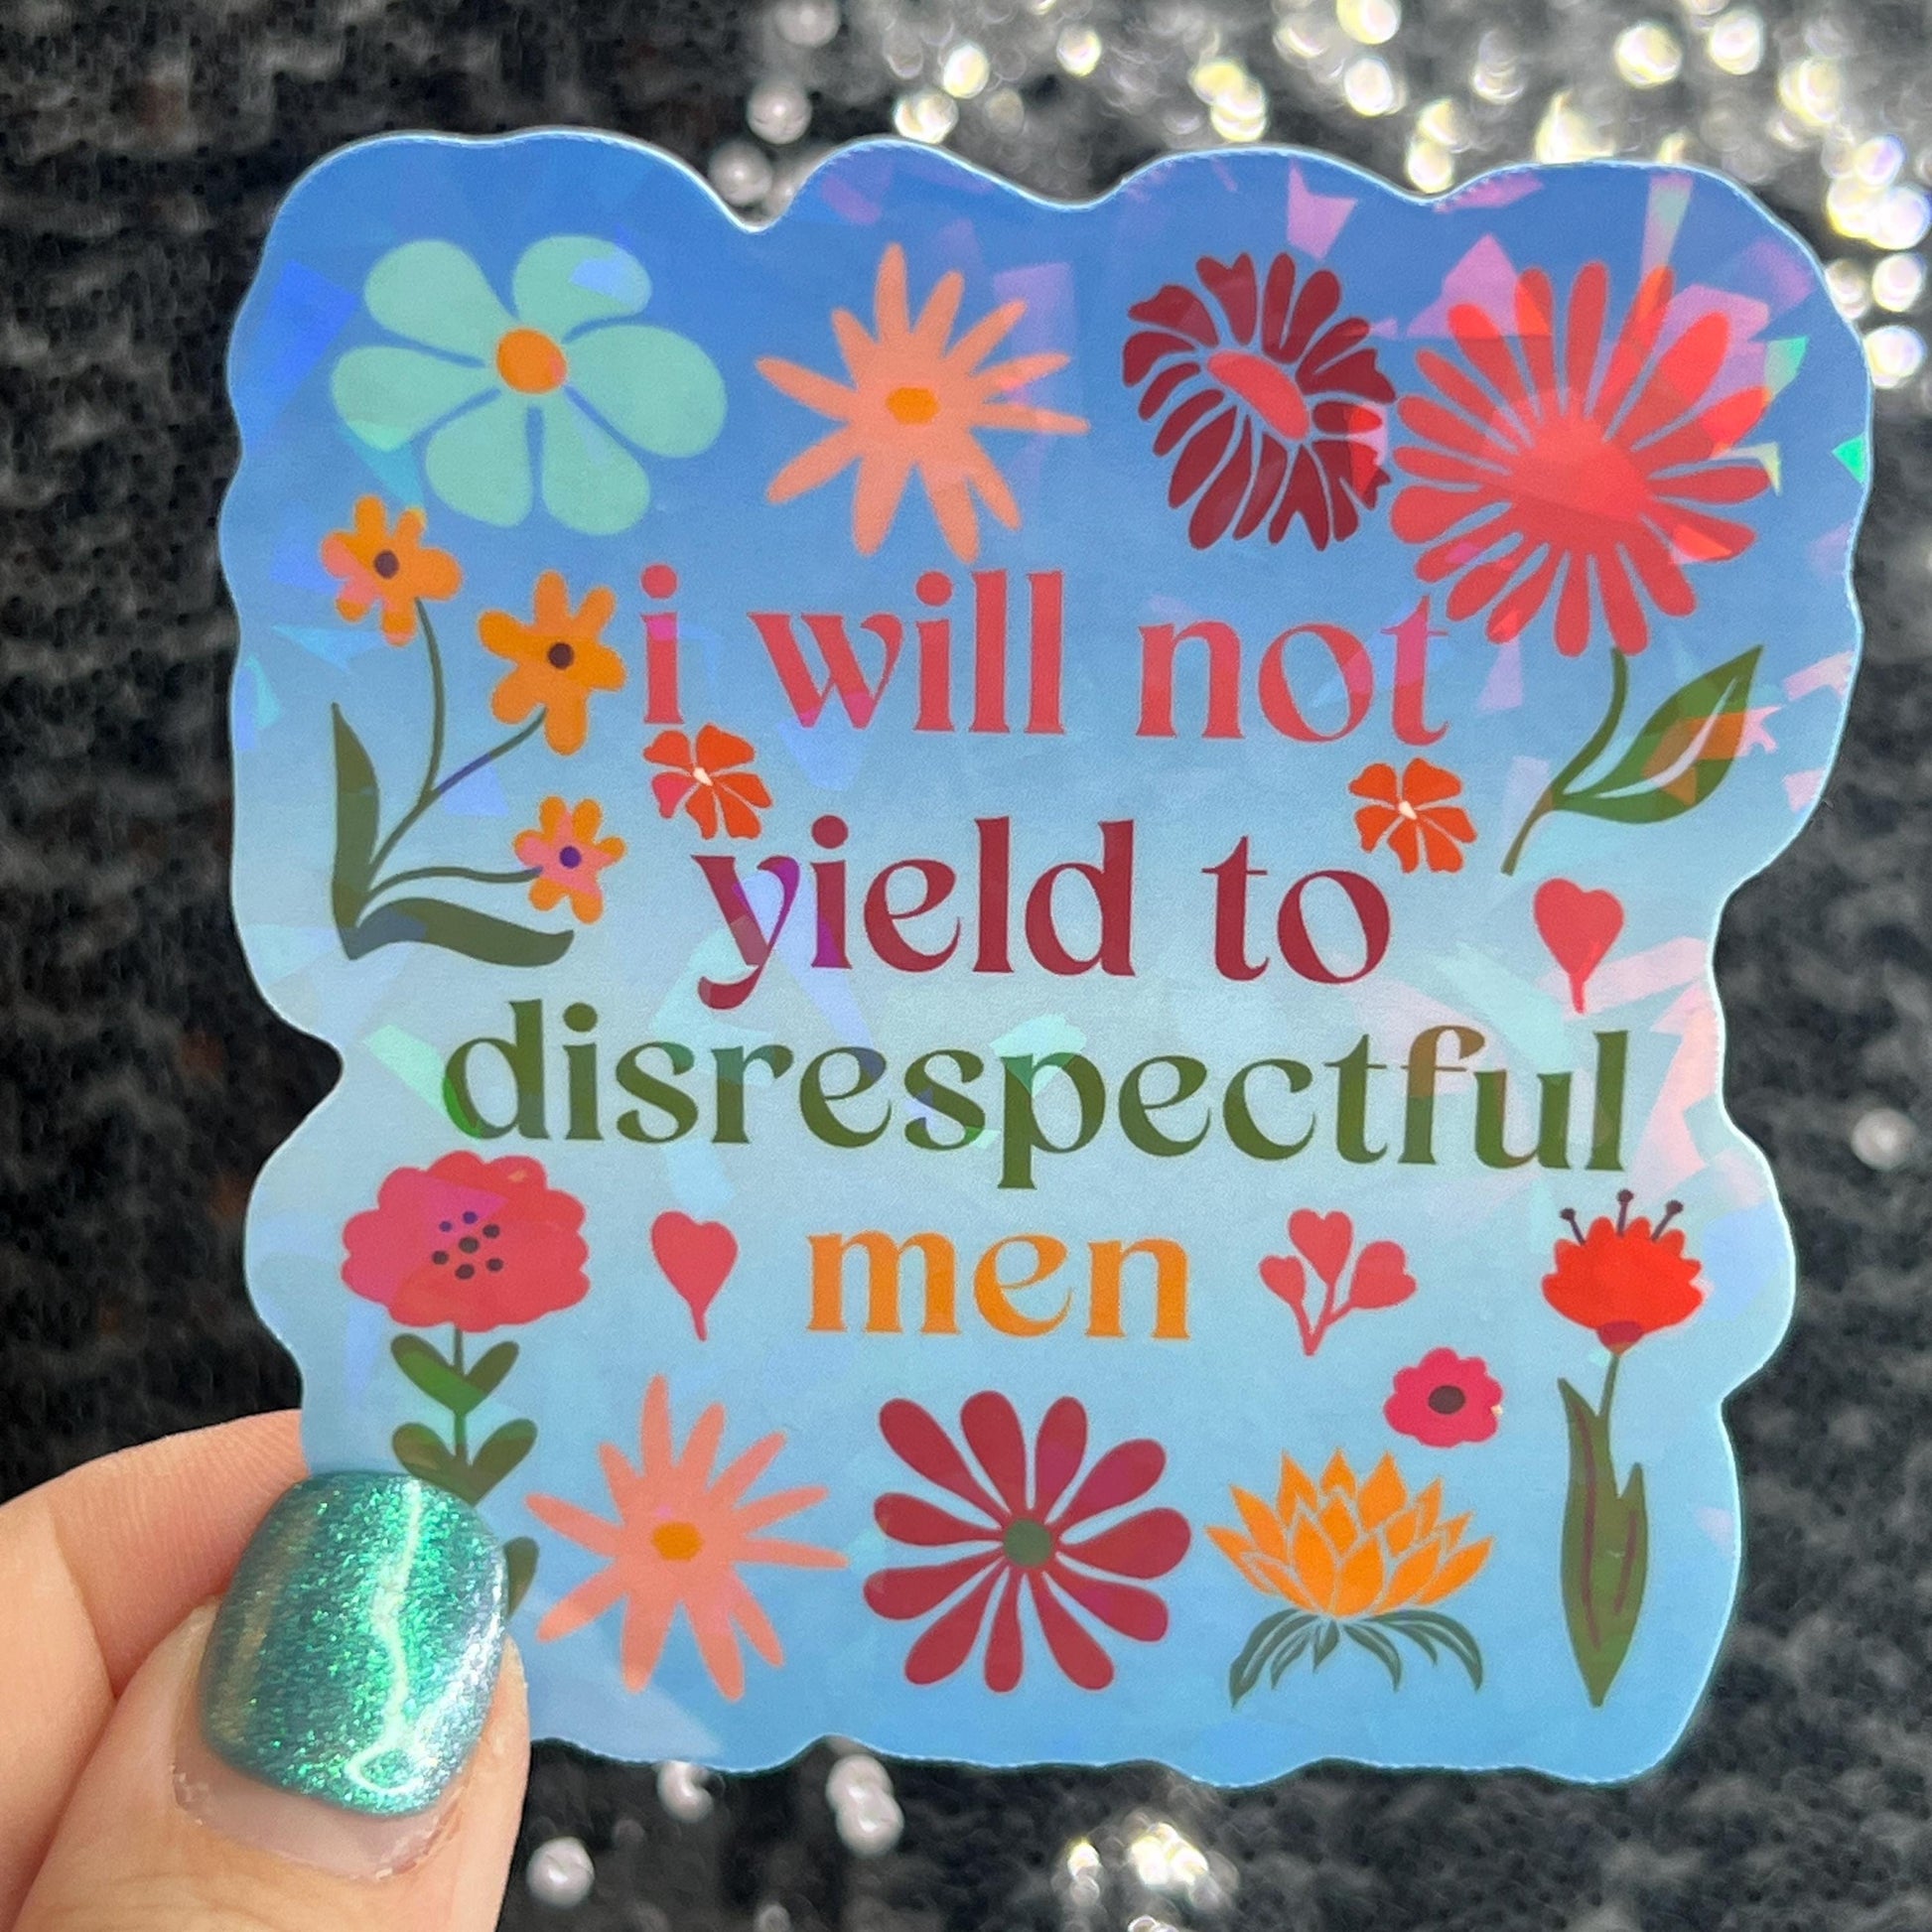 i will not
yield to
disrespectful
men